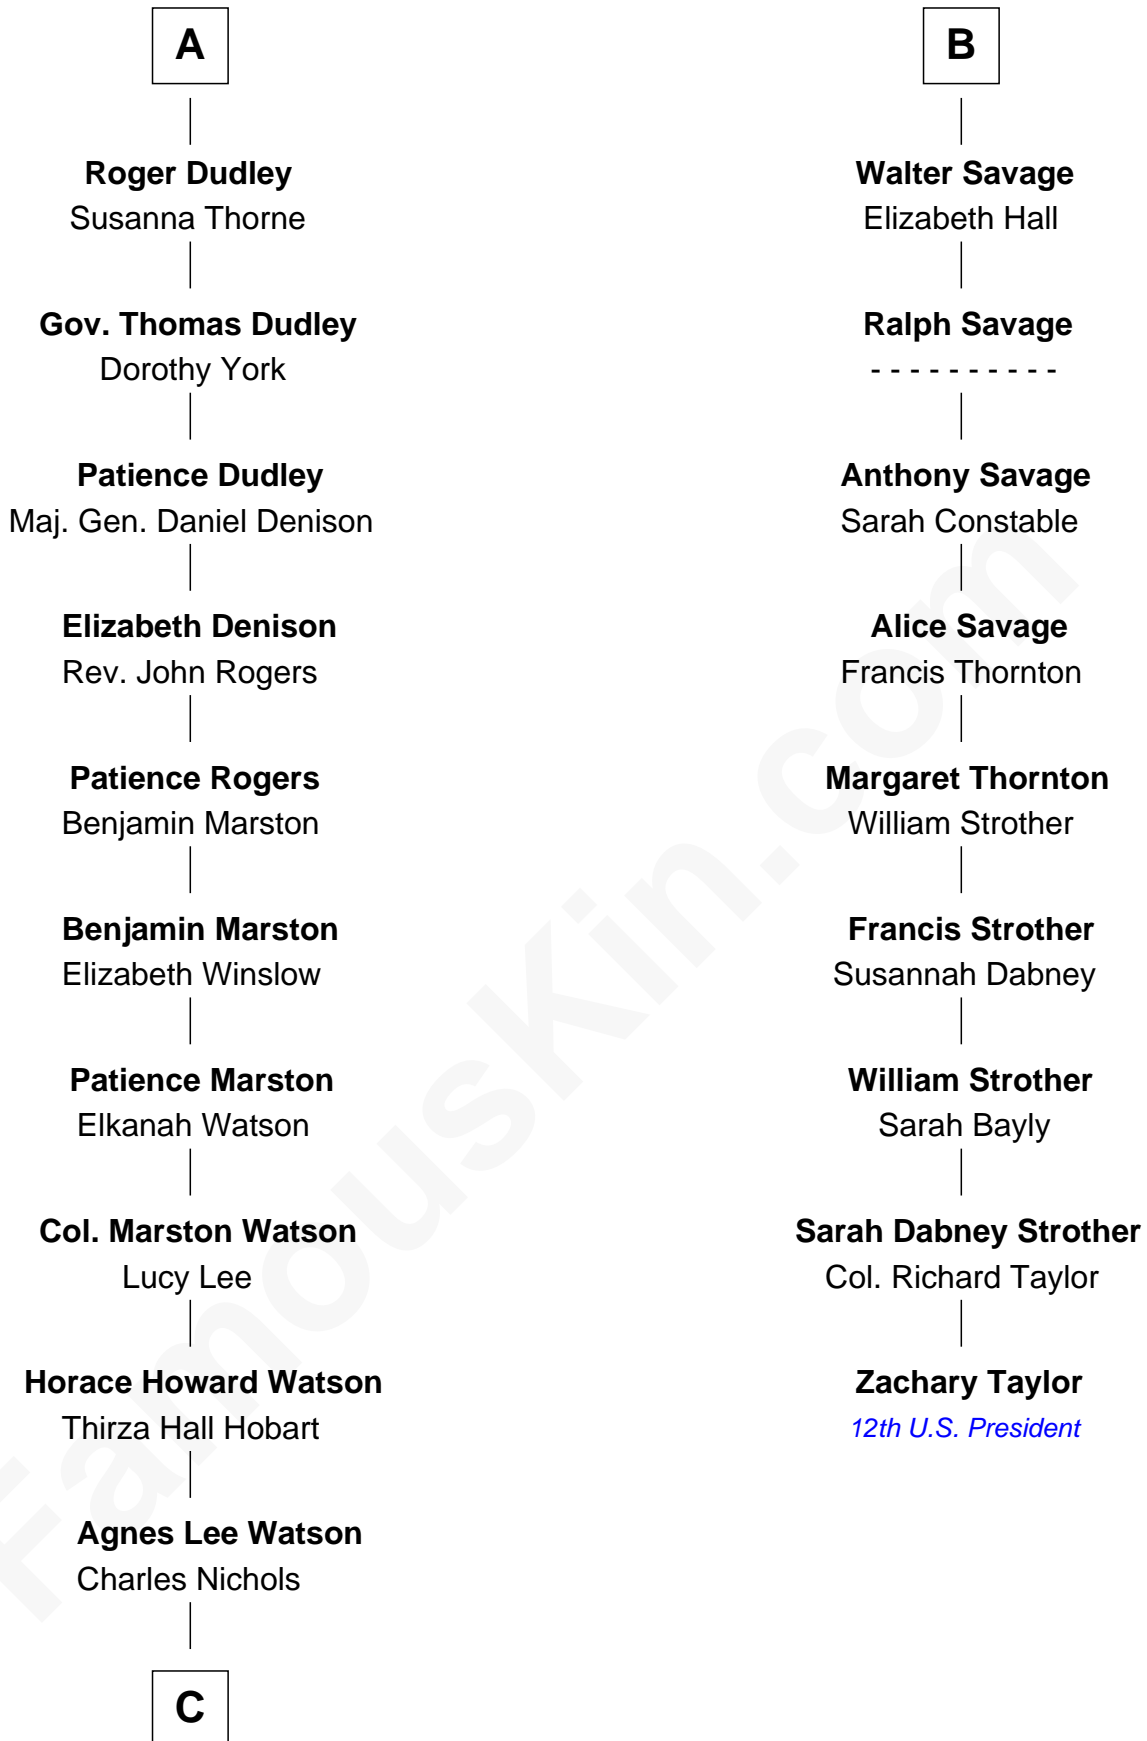 A
Roger Dudley
Susanna Thorne
Gov. Thomas Dudley
Dorothy York
Patience Dudley
Maj. Gen. Daniel Denison
Elizabeth Denison
Rev. John Rogers
Patience Rogers
Benjamin Marston
Benjamin Marston
Elizabeth Winslow
Patience Marston
Elkanah Watson
Col. Marston Watson
Lucy Lee
Horace Howard Watson
Thirza Hall Hobart
Agnes Lee Watson
Charles Nichols
C
B
Walter Savage
Elizabeth Hall
Ralph Savage
- - - - - - - - - -
Anthony Savage
Sarah Constable
Alice Savage
Francis Thornton
Margaret Thornton
William Strother
Francis Strother
Susannah Dabney
William Strother
Sarah Bayly
Sarah Dabney Strother
Col. Richard Taylor
Zachary Taylor
12th U.S. President
FamousKin.com